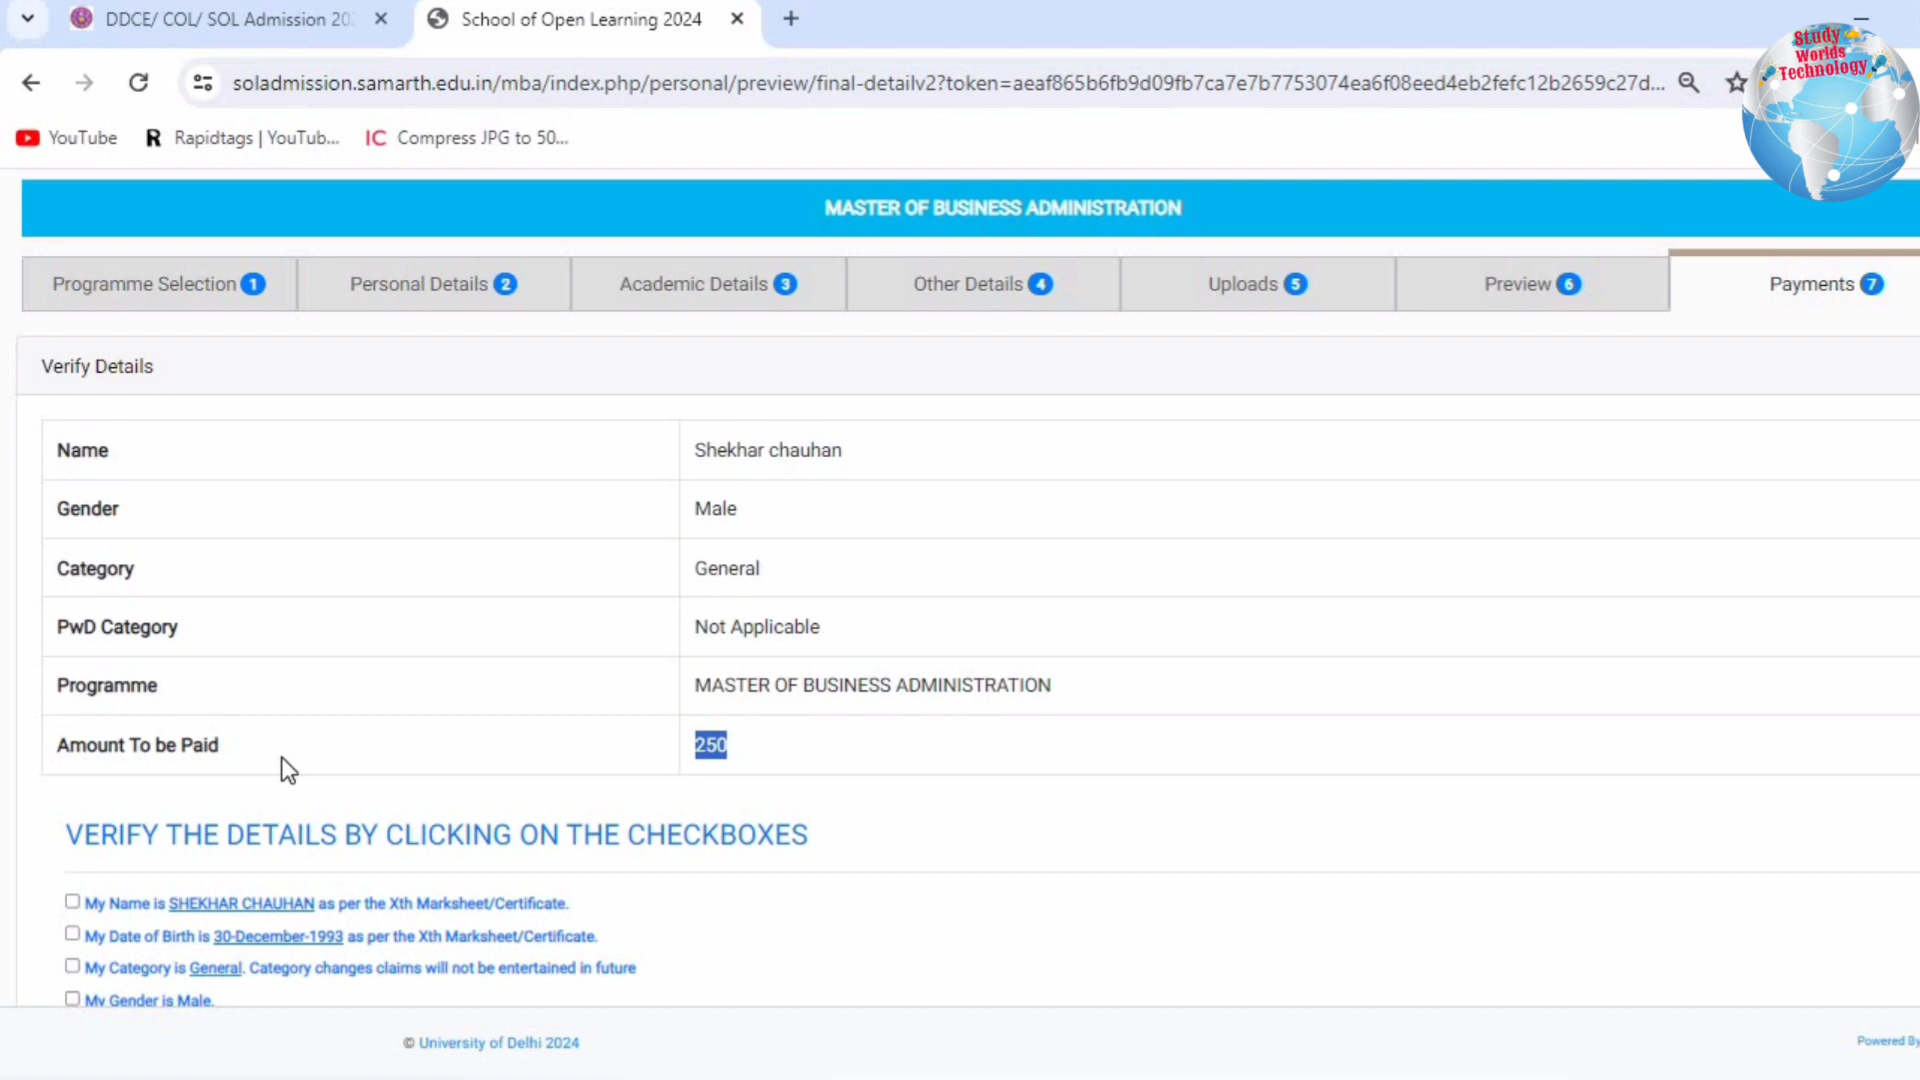 DDCE/ COL/ SOL Admission 202
School of Open Learning 2024
soladmission.samarth.edu.in/mba/index.php/personal/preview/final-detailv2?token=aeaf865b6fb9d09fb7ca7e7b7753074ea6f08eed4eb2fefc12b2659c27d...
Study
Worlds
Technology
YouTube
R Rapidtags | YouTub...
IC Compress JPG to 50...
MASTER OF BUSINESS ADMINISTRATION
Programme Selection 1
Personal Details 2
Academic Details 3
Other Details 4
Uploads 5
Preview 6
Payments 7
Verify Details
Name Shekhar chauhan
Gender Male
Category General
PwD Category Not Applicable
Programme MASTER OF BUSINESS ADMINISTRATION
Amount To be Paid 250
VERIFY THE DETAILS BY CLICKING ON THE CHECKBOXES
My Name is SHEKHAR CHAUHAN as per the Xth Marksheet/Certificate.
My Date of Birth is 30-December-1993 as per the Xth Marksheet/Certificate.
My Category is General. Category changes claims will not be entertained in future
My Gender is Male.
© University of Delhi 2024
Powered By